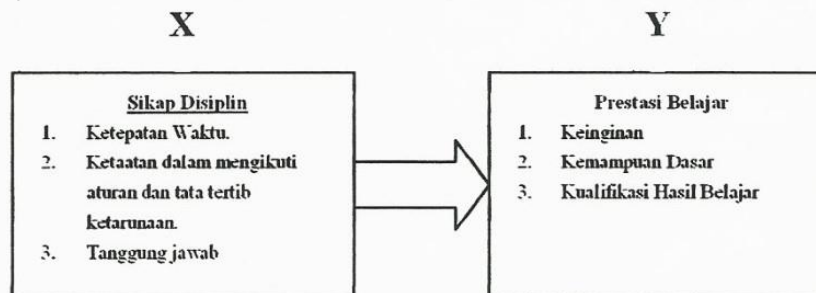 X
Y
Sikap Disiplin
1. Ketepatan Waktu.
2. Ketaatan dalam mengikuti
aturan dan tata tertib
ketarunaan.
3. Tanggung jawab
Prestasi Belajar
1. Keinginan
2. Kemampuan Dasar
3. Kualifikasi Hasil Belajar